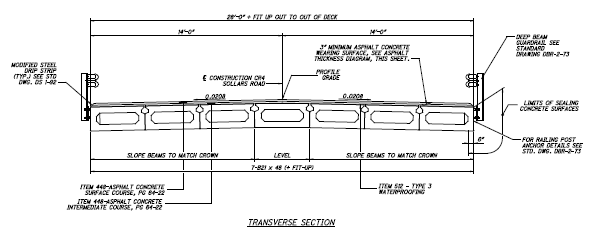 28'-0" + FIT UP OUT TO OUT OF DECK
14'-0"
14'-0"
MODIFIED STEEL
DRIP STRIP
(TYP.) SEE STD
DWG. DS 1-92
3" MINIMUM ASPHALT CONCRETE
WEARING SURFACE, SEE ASPHALT
THICKNESS DIAGRAM, THIS SHEET.
DEEP BEAM
GUARDRAIL SEE
STANDARD
DRAWING DBR-2-73
℄ CONSTRUCTION CR4
SOLLARS ROAD
PROFILE
GRADE
0.0208
0.0208
LIMITS OF SEALING
CONCRETE SURFACES
6"
FOR RAILING POST
ANCHOR DETAILS SEE
STD. DWG. DBR-2-73
SLOPE BEAMS TO MATCH CROWN
LEVEL
SLOPE BEAMS TO MATCH CROWN
7-B21 x 48 (+ FIT-UP)
ITEM 448-ASPHALT CONCRETE
SURFACE COURSE, PG 64-22
ITEM 448-ASPHALT CONCRETE
INTERMEDIATE COURSE, PG 64-22
ITEM 512 - TYPE 3
WATERPROOFING
TRANSVERSE SECTION